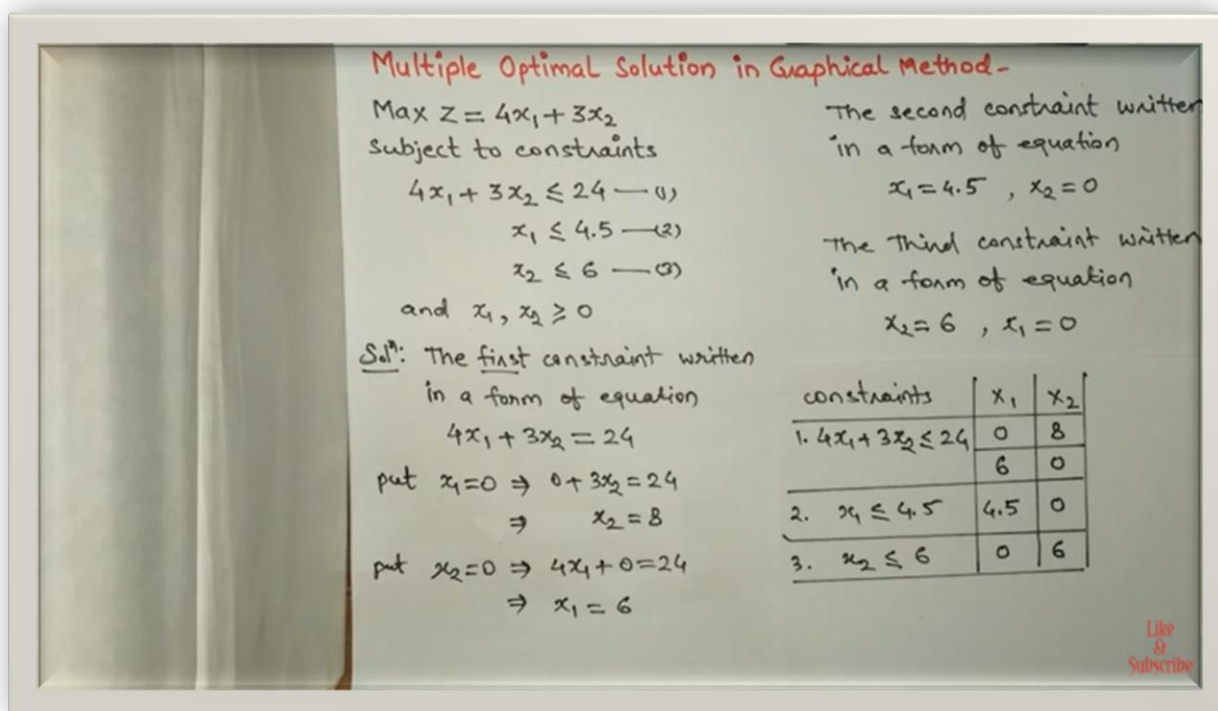 Multiple Optimal Solution in Graphical Method-
Max Z = 4x₁ + 3x₂
Subject to constraints
4x₁ + 3x₂ ≤ 24 — (1)
x₁ ≤ 4.5 — (2)
x₂ ≤ 6 — (3)
and x₁, x₂ ≥ 0
Solⁿ: The first constraint written
in a form of equation
4x₁ + 3x₂ = 24
put x₁=0 ⇒ 0 + 3x₂ = 24
⇒ x₂ = 8
put x₂=0 ⇒ 4x₁ + 0 = 24
⇒ x₁ = 6
The second constraint written
in a form of equation
x₁ = 4.5 , x₂ = 0
The Third constraint written
in a form of equation
x₂ = 6 , x₁ = 0
constraints x₁ x₂
1. 4x₁ + 3x₂ ≤ 24 0 8
6 0
2. x₁ ≤ 4.5 4.5 0
3. x₂ ≤ 6 0 6
Like
&
Subscribe